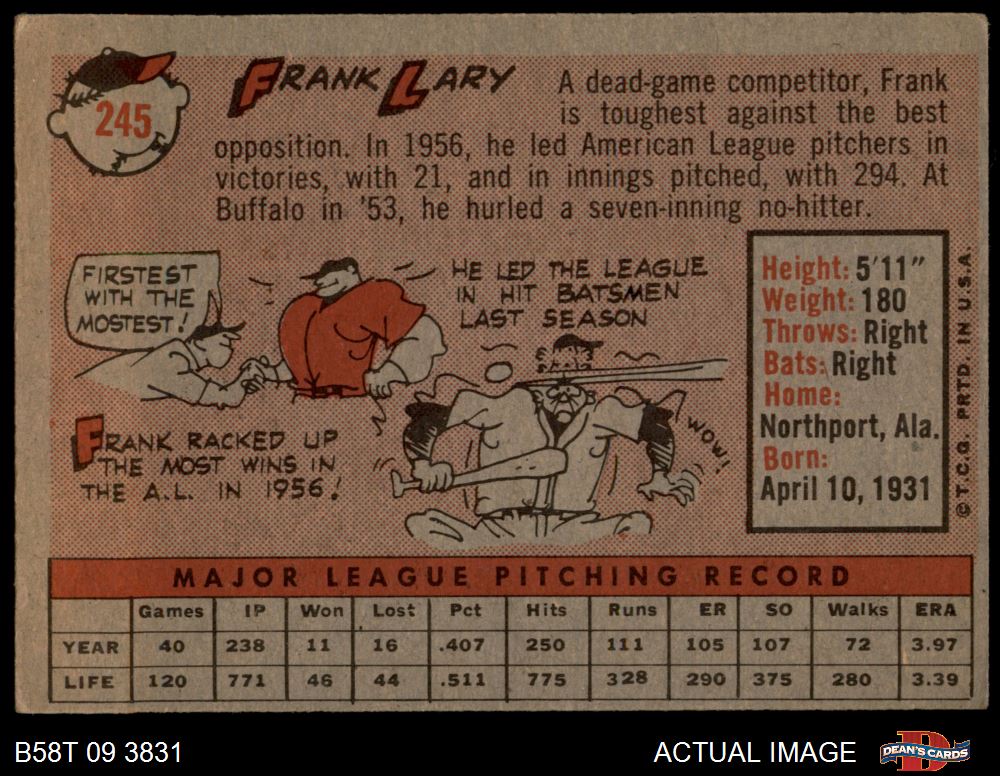 245
FRANK LARY
A dead-game competitor, Frank
is toughest against the best
opposition. In 1956, he led American League pitchers in
victories, with 21, and in innings pitched, with 294. At
Buffalo in '53, he hurled a seven-inning no-hitter.
FIRSTEST
WITH THE
MOSTEST!
HE LED THE LEAGUE
IN HIT BATSMEN
LAST SEASON
WOW!
FRANK RACKED UP
THE MOST WINS IN
THE A.L. IN 1956!
Height: 5'11"
Weight: 180
Throws: Right
Bats: Right
Home:
Northport, Ala.
Born:
April 10, 1931
©T.C.G. PRTD. IN U.S.A.
MAJOR LEAGUE PITCHING RECORD
Games IP Won Lost Pct Hits Runs ER SO Walks ERA
YEAR 40 238 11 16 .407 250 111 105 107 72 3.97
LIFE 120 771 46 44 .511 775 328 290 375 280 3.39
B58T 09 3831
ACTUAL IMAGE
D
DEAN'S CARDS